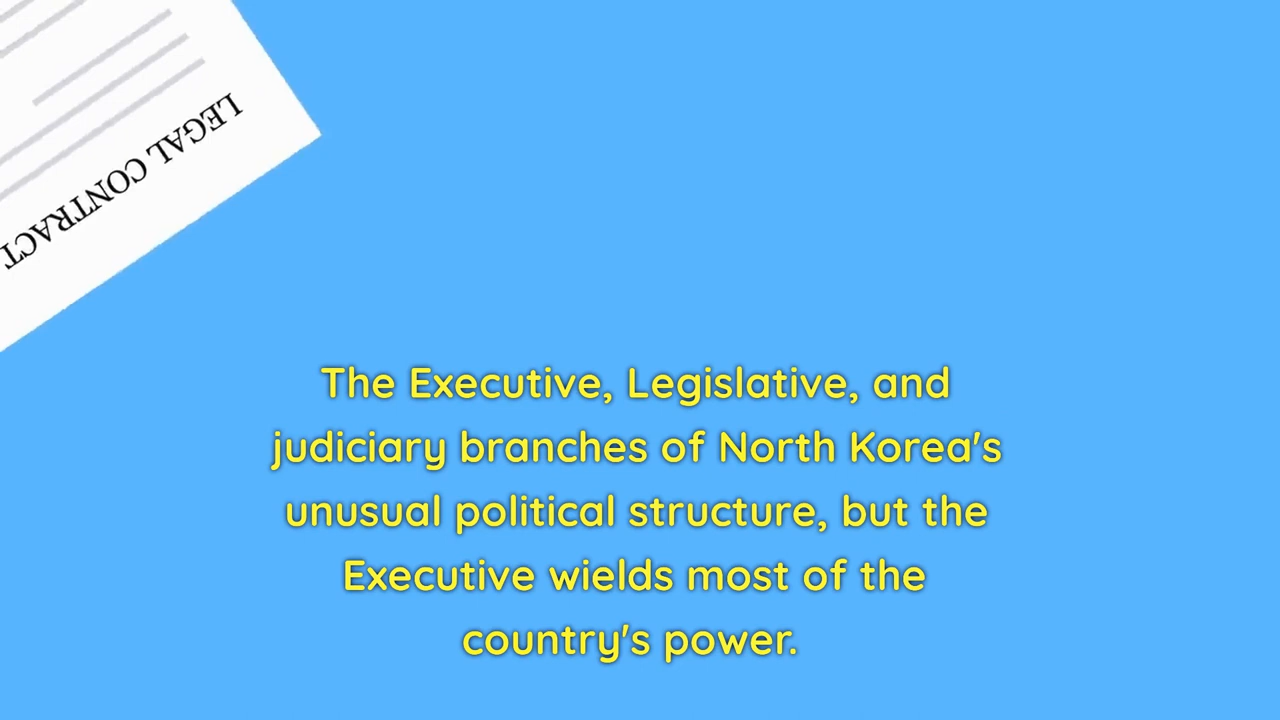 LEGAL CONTRACT
The Executive, Legislative, and
judiciary branches of North Korea's
unusual political structure, but the
Executive wields most of the
country's power.